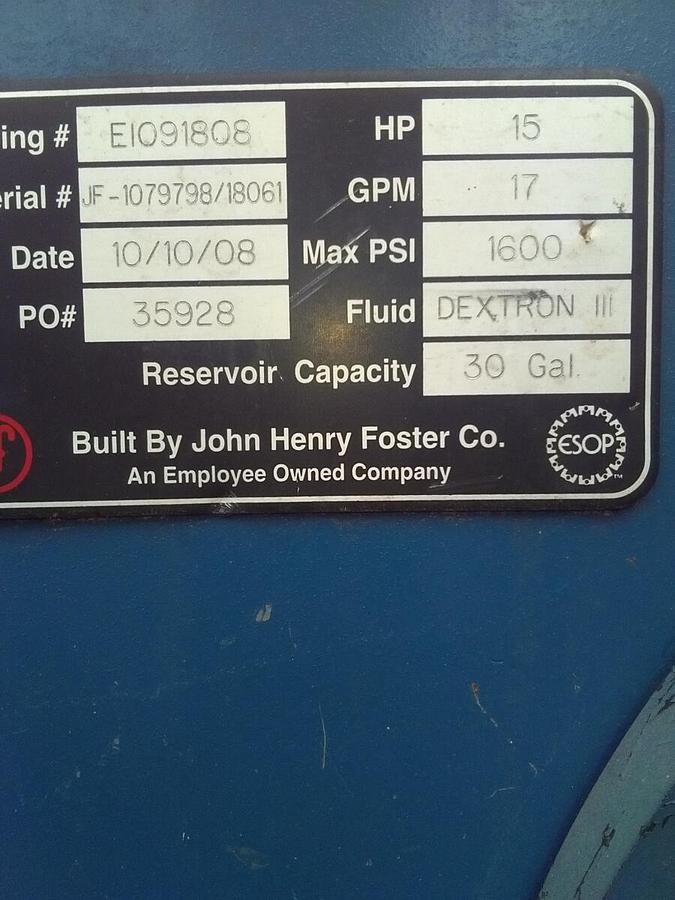 ing # EI091808 HP 15
erial # JF-1079798/18061 GPM 17
Date 10/10/08 Max PSI 1600
PO# 35928 Fluid DEXTRON III
Reservoir Capacity 30 Gal.
Built By John Henry Foster Co.
An Employee Owned Company
ESOP
TM